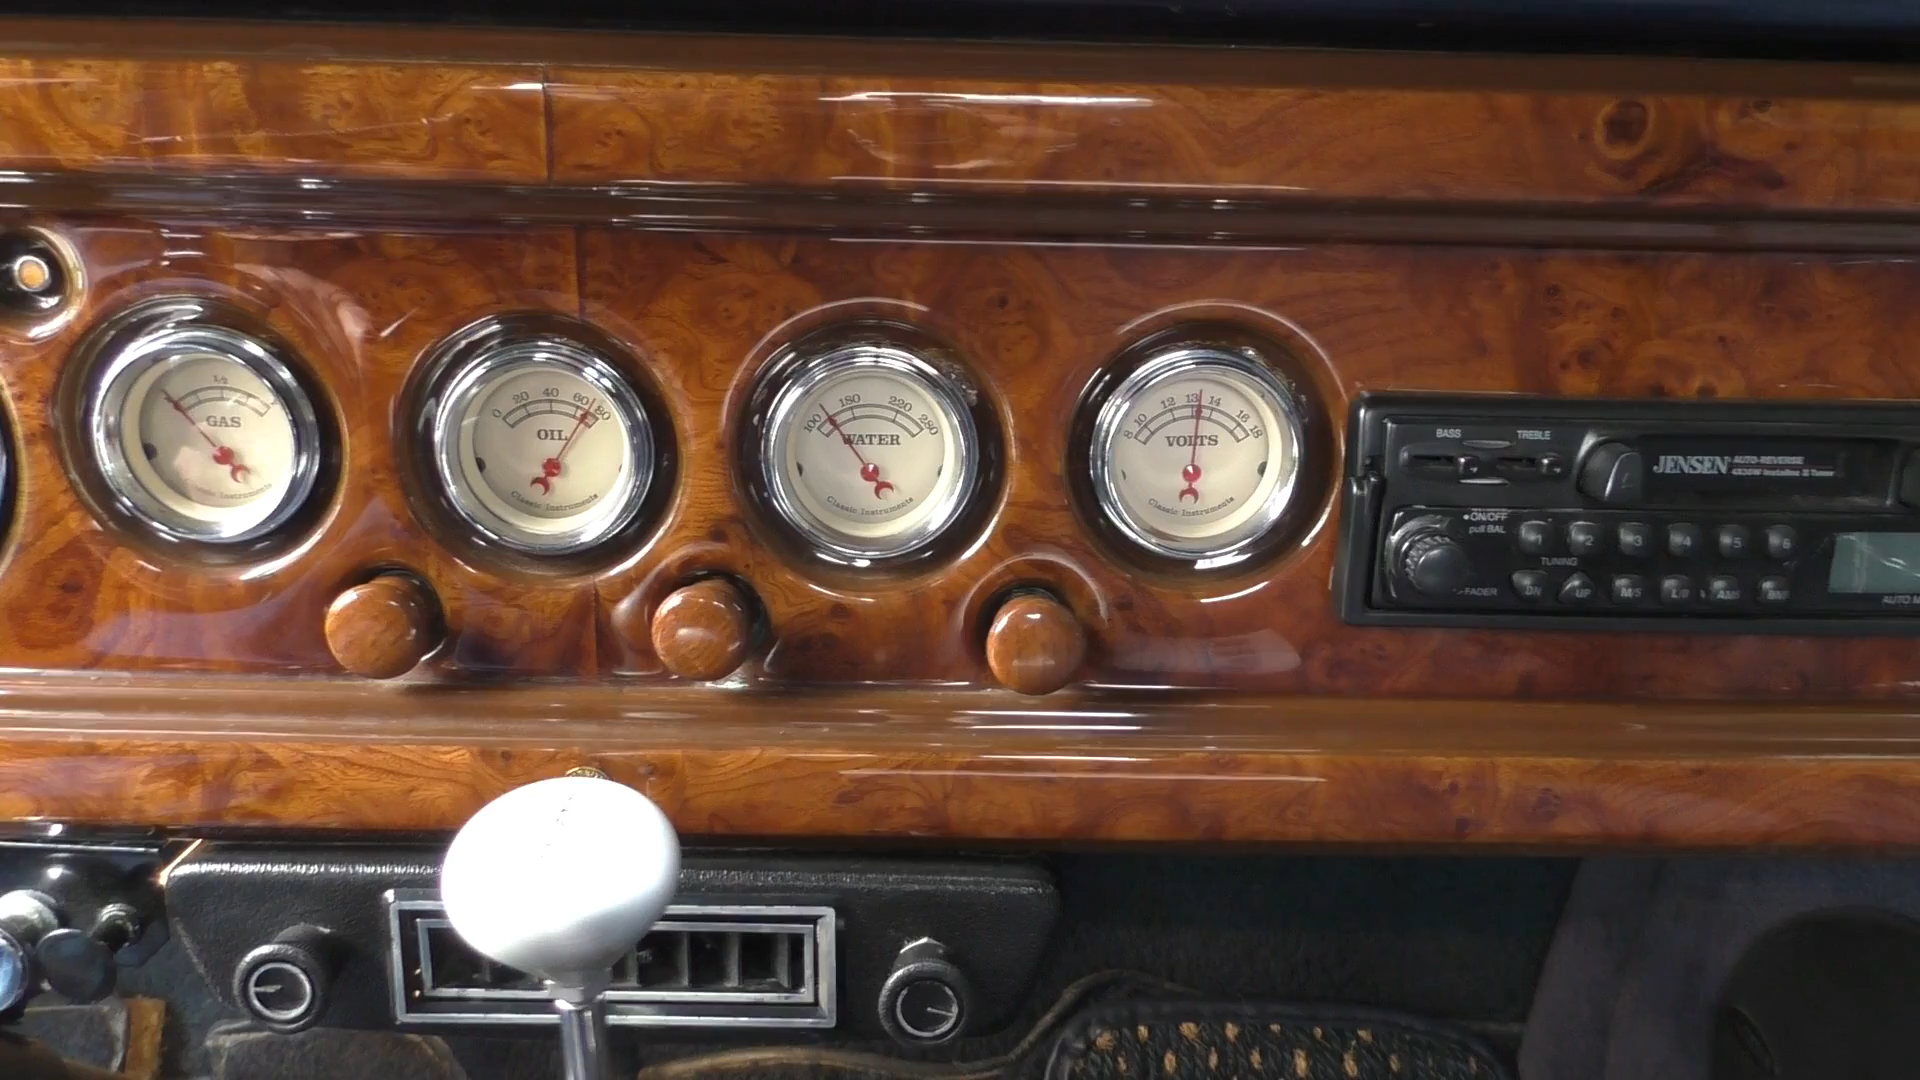 1/2
GAS
Classic Instruments
0 20 40 60 80
OIL
Classic Instruments
100 180 220 280
WATER
Classic Instruments
8 10 12 13 14 16 18
VOLTS
Classic Instruments
BASS TREBLE
JENSEN AUTO-REVERSE
ON/OFF
pull BAL
1 2 3 4 5 6
TUNING
FADER
DN UP M/S
AUTO